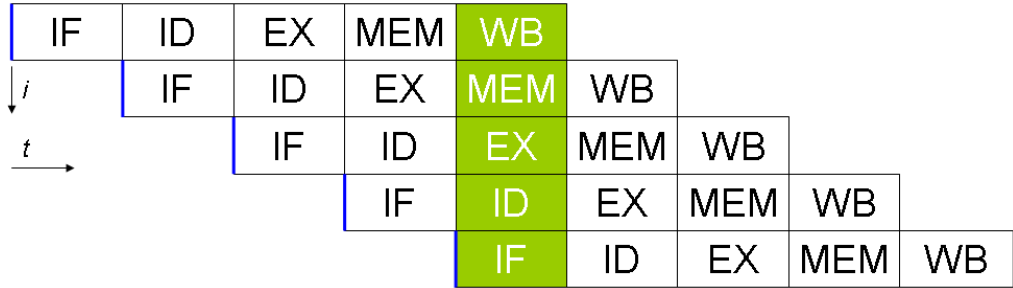 IF ID EX MEM WB
i IF ID EX MEM WB
t IF ID EX MEM WB
IF ID EX MEM WB
IF ID EX MEM WB